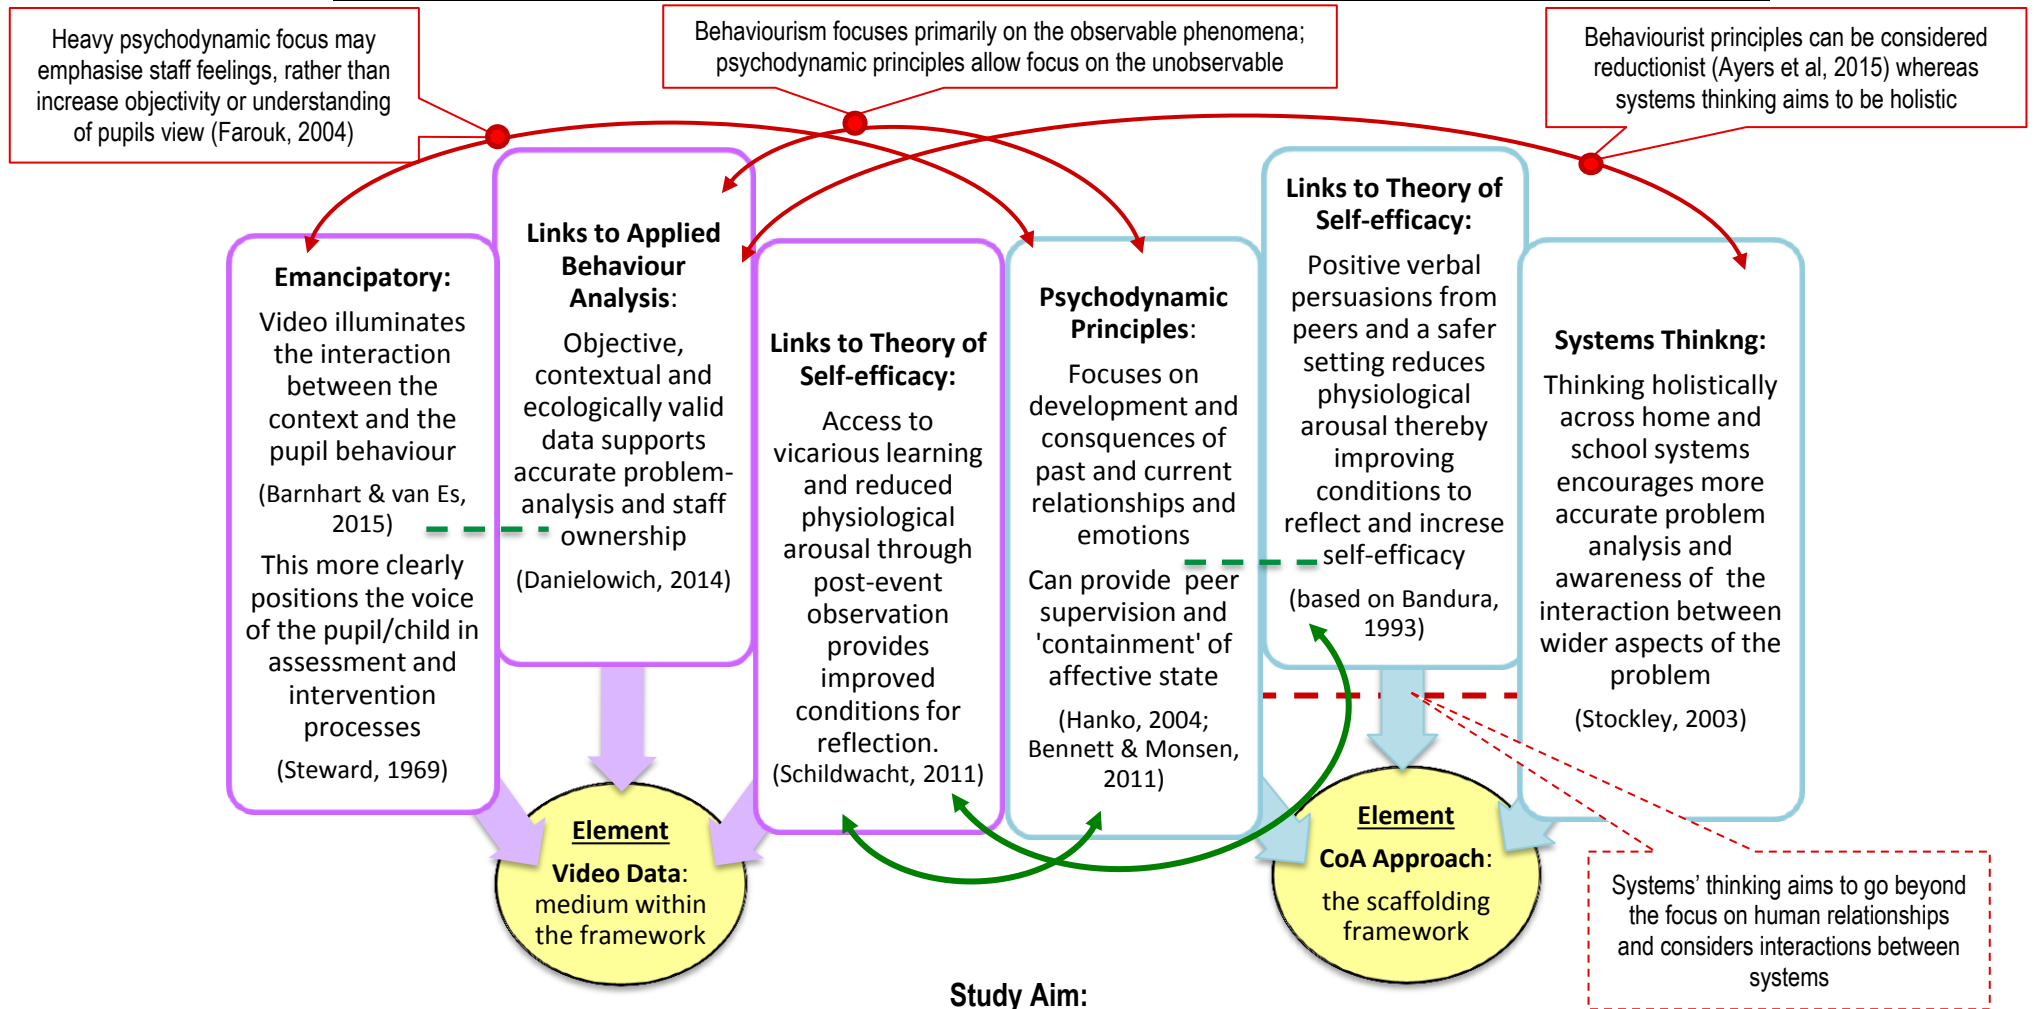 Heavy psychodynamic focus may
emphasise staff feelings, rather than
increase objectivity or understanding
of pupils view (Farouk, 2004)
Behaviourism focuses primarily on the observable phenomena;
psychodynamic principles allow focus on the unobservable
Behaviourist principles can be considered
reductionist (Ayers et al, 2015) whereas
systems thinking aims to be holistic
Emancipatory:
Video illuminates
the interaction
between the
context and the
pupil behaviour
(Barnhart & van Es,
2015)
This more clearly
positions the voice
of the pupil/child in
assessment and
intervention
processes
(Steward, 1969)
Links to Applied
Behaviour
Analysis:
Objective,
contextual and
ecologically valid
data supports
accurate problem-
analysis and staff
ownership
(Danielowich, 2014)
Links to Theory of
Self-efficacy:
Access to
vicarious learning
and reduced
physiological
arousal through
post-event
observation
provides
improved
conditions for
reflection.
(Schildwacht, 2011)
Psychodynamic
Principles:
Focuses on
development and
consquences of
past and current
relationships and
emotions
Can provide peer
supervision and
'containment' of
affective state
(Hanko, 2004;
Bennett & Monsen,
2011)
Links to Theory of
Self-efficacy:
Positive verbal
persuasions from
peers and a safer
setting reduces
physiological
arousal thereby
improving
conditions to
reflect and increse
self-efficacy
(based on Bandura,
1993)
Systems Thinkng:
Thinking holistically
across home and
school systems
encourages more
accurate problem
analysis and
awareness of the
interaction between
wider aspects of the
problem
(Stockley, 2003)
Element
Video Data:
medium within
the framework
Element
CoA Approach:
the scaffolding
framework
Systems' thinking aims to go beyond
the focus on human relationships
and considers interactions between
systems
Study Aim: